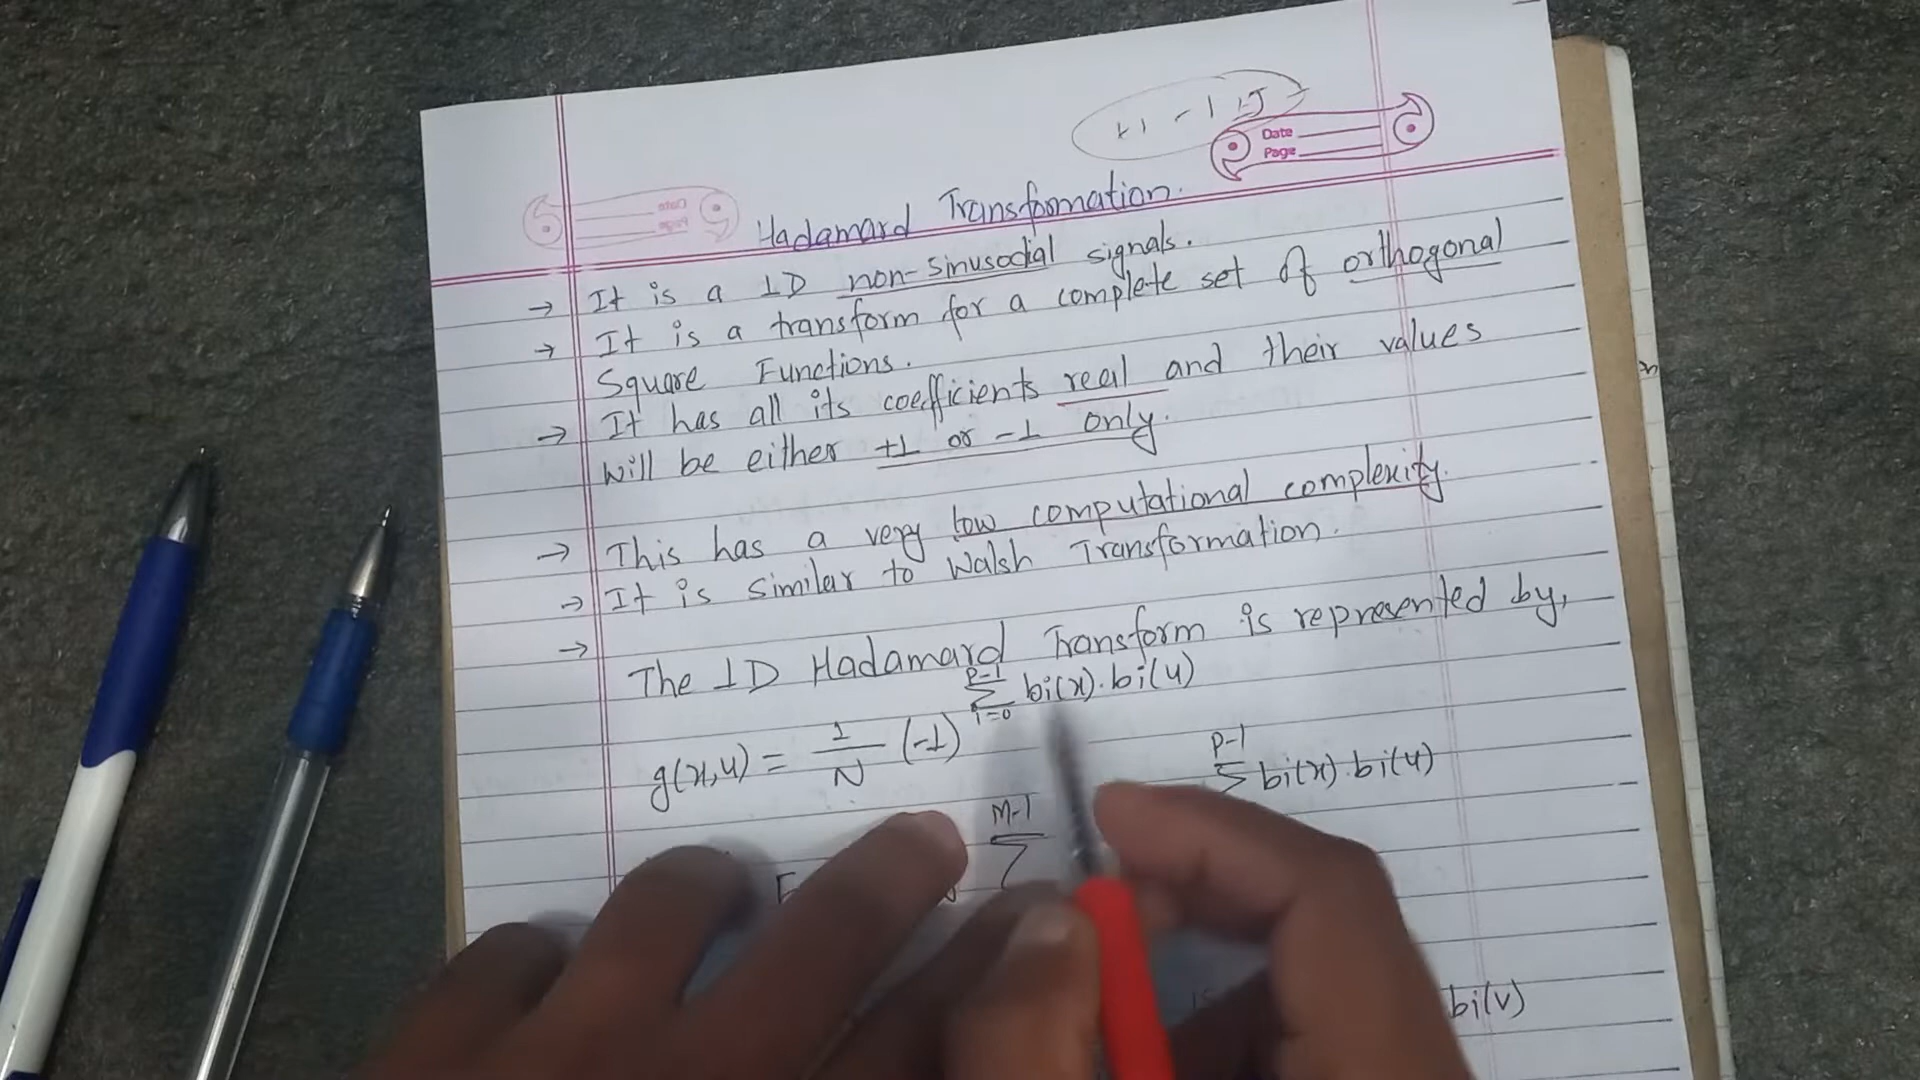 +1 -1
Date
Page
Hadamard Transformation.
→ It is a 1D non-sinusodial signals.
→ It is a transform for a complete set of orthogonal
Square Functions.
→ It has all its coefficients real and their values
will be either +1 or -1 only.
→ This has a very low computational complexity.
→ It is similar to Walsh Transformation.
→
The 1D Hadamard Transform is represented by,
g(x,u) = 1/N (-1)^{∑_{i=0}^{P-1} bi(x).bi(u)}
M-1 ∑ P-1 ∑ bi(x).bi(u)
bi(v)